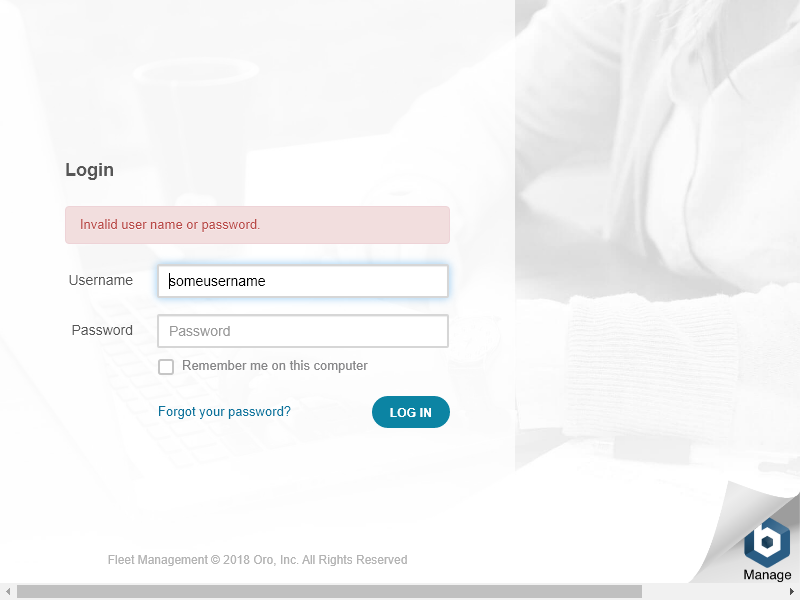 Login
Invalid user name or password.
Username
someusername
Password
Password
Remember me on this computer
Forgot your password?
LOG IN
Fleet Management © 2018 Oro, Inc. All Rights Reserved
Manage